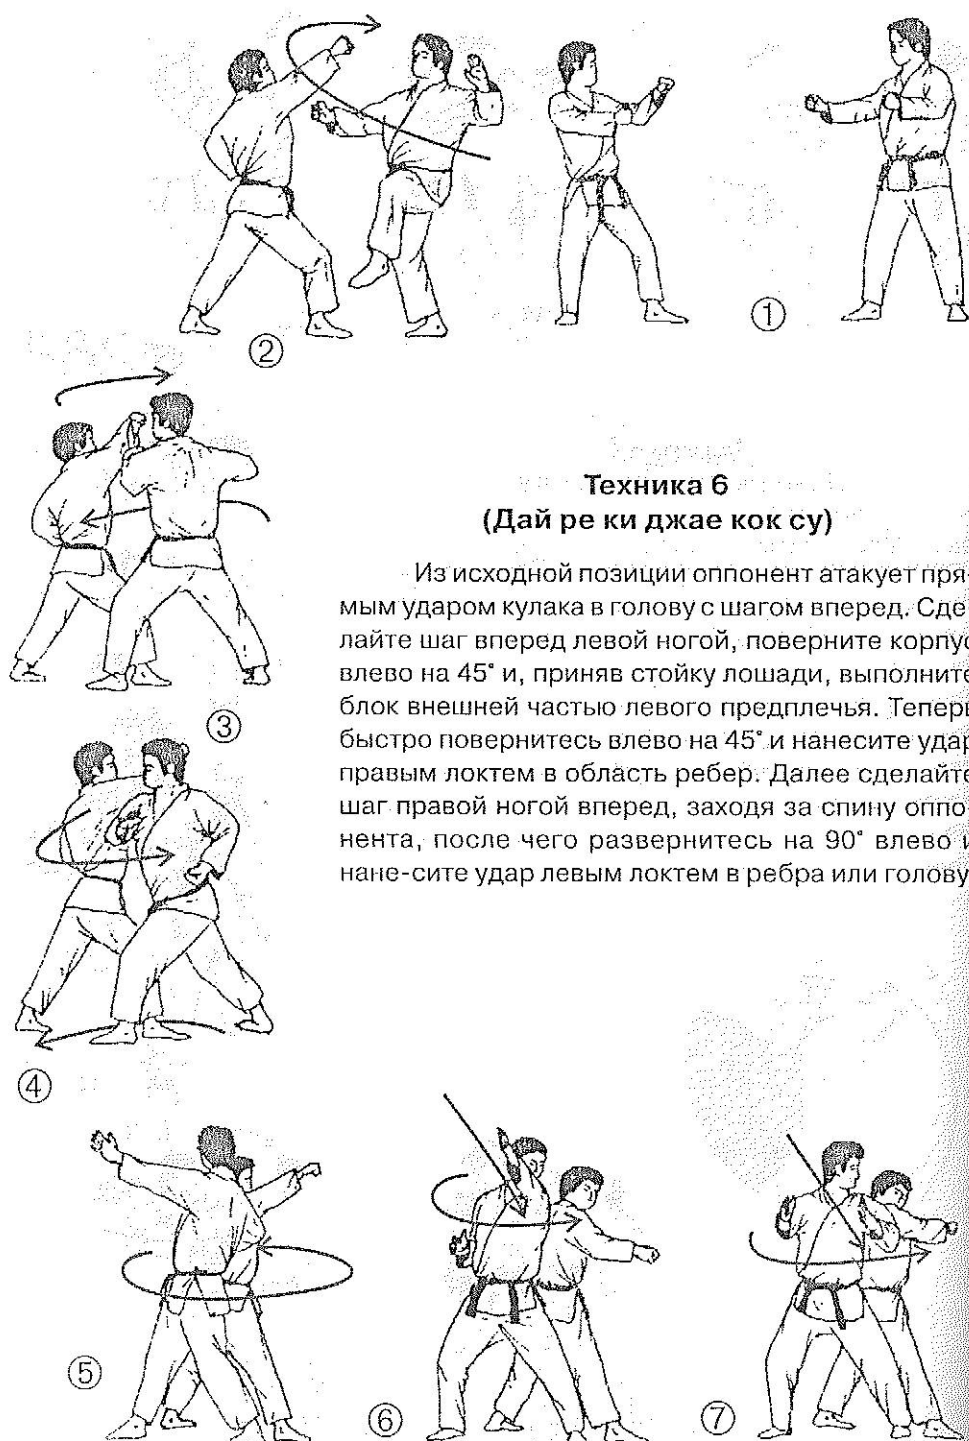 ②
①
③
Техника 6
(Дай ре ки джае кок су)
Из исходной позиции оппонент атакует пря-
мым ударом кулака в голову с шагом вперед. Сде-
лайте шаг вперед левой ногой, поверните корпус
влево на 45° и, приняв стойку лошади, выполните
блок внешней частью левого предплечья. Теперь
быстро повернитесь влево на 45° и нанесите удар
правым локтем в область ребер. Далее сделайте
шаг правой ногой вперед, заходя за спину оппо-
нента, после чего развернитесь на 90° влево и
нане-сите удар левым локтем в ребра или голову
④
⑤
⑥
⑦